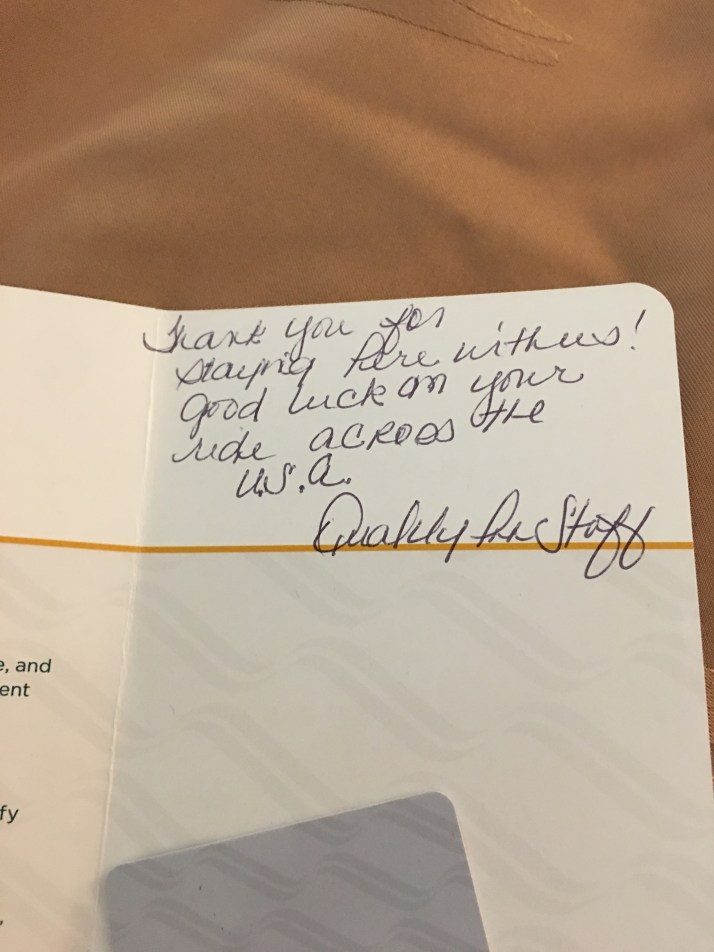 Thank you for
staying here with us!
good luck on your
ride across the
U.S.A.
Quality Inn Staff
e, and
ent
fy